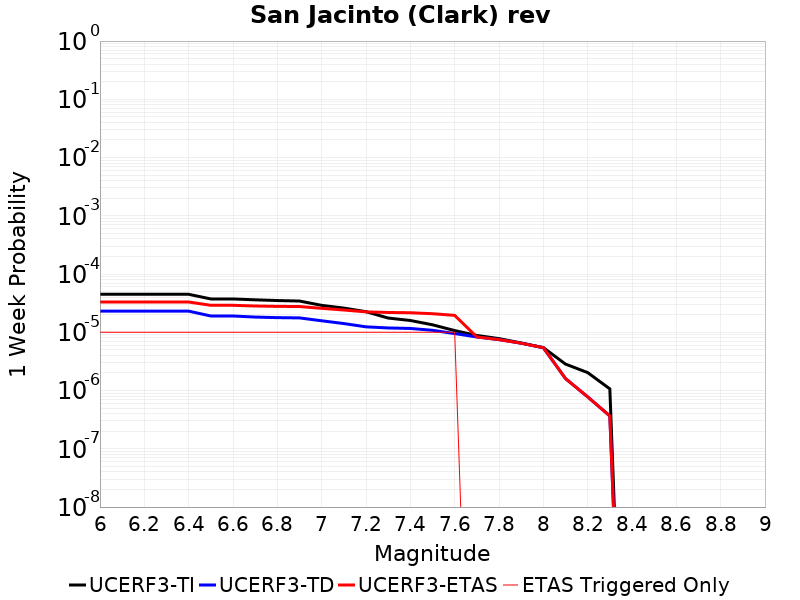 San Jacinto (Clark) rev
10^0
10^-1
10^-2
10^-3
10^-4
10^-5
10^-6
10^-7
10^-8
1 Week Probability
6 6.2 6.4 6.6 6.8 7 7.2 7.4 7.6 7.8 8 8.2 8.4 8.6 8.8 9
Magnitude
UCERF3-TI UCERF3-TD UCERF3-ETAS ETAS Triggered Only